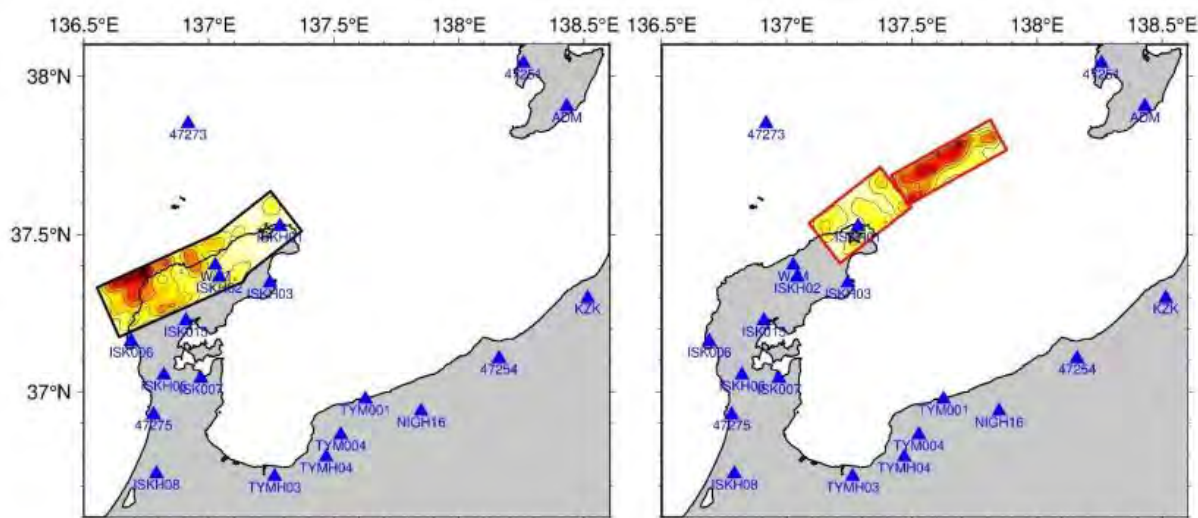 136.5° 137° 137.5° 138° 138.5° 136.5° 137° 137.5° 138° 138.5°
38°N
47251
ADM
47273
37.5°N
ISKH01
WJM
ISKH02
ISKH03
KZK
ISK015
ISK006
ISKH06
ISK007
47254
37°N
TYM001
47275
NIGH16
TYM004
TYMH04
ISKH08
TYMH03
47251
ADM
47273
ISKH01
WJM
ISKH02
ISKH03
KZK
ISK015
ISK006
ISKH06
ISK007
47254
TYM001
47275
NIGH16
TYM004
TYMH04
ISKH08
TYMH03